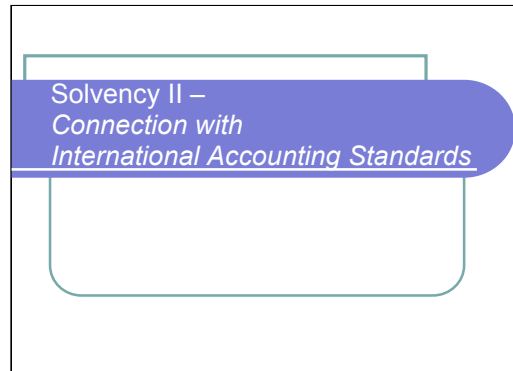 Solvency II –
Connection with
International Accounting Standards